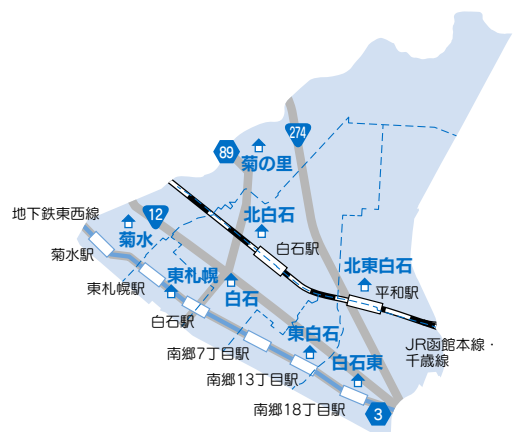 274
89
菊の里
北白石
地下鉄東西線
12
菊水
白石駅
菊水駅
東札幌
北東白石
東札幌駅
白石
平和駅
白石駅
東白石
JR函館本線・
千歳線
南郷7丁目駅
白石東
南郷13丁目駅
南郷18丁目駅
3